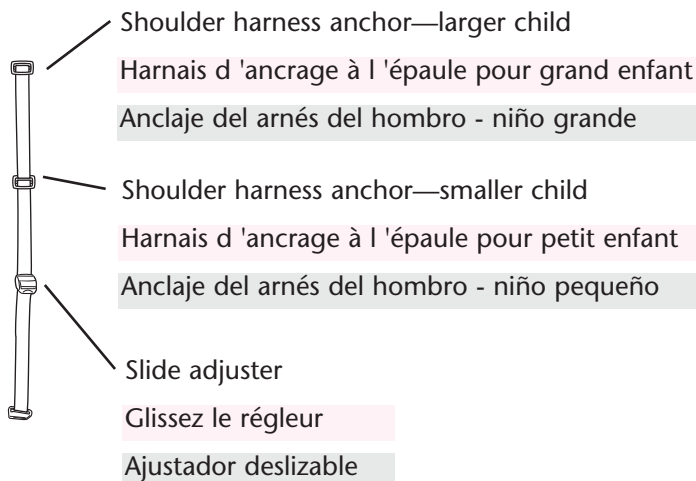 Shoulder harness anchor—larger child
Harnais d 'ancrage à l 'épaule pour grand enfant
Anclaje del arnés del hombro - niño grande
Shoulder harness anchor—smaller child
Harnais d 'ancrage à l 'épaule pour petit enfant
Anclaje del arnés del hombro - niño pequeño
Slide adjuster
Glissez le régleur
Ajustador deslizable